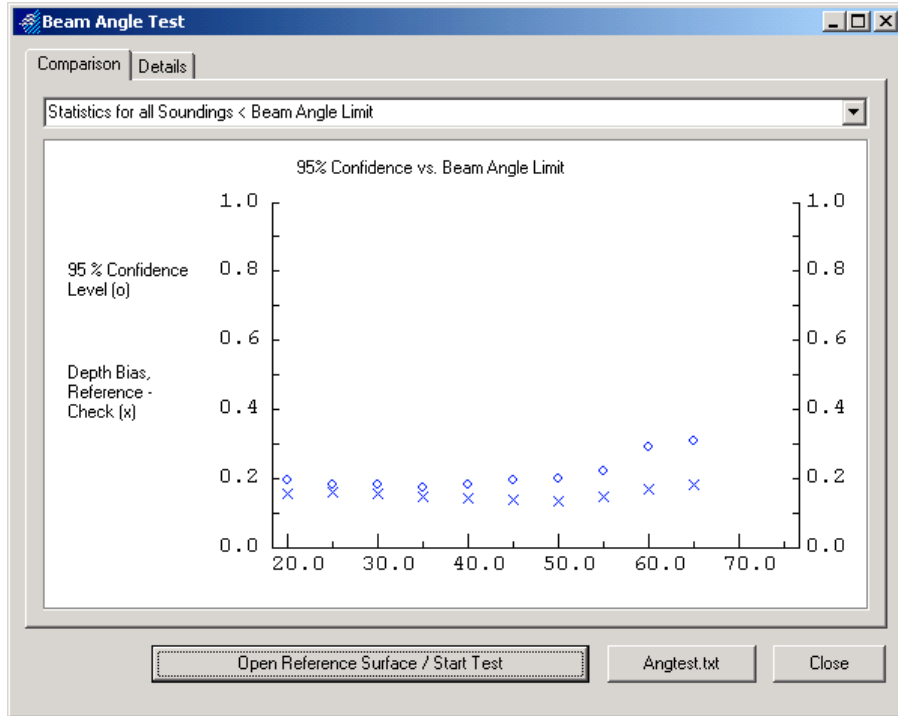 Beam Angle Test
Comparison Details
Statistics for all Soundings < Beam Angle Limit
95% Confidence vs. Beam Angle Limit
1.0 1.0
95 % Confidence
Level (o)
0.8 0.8
0.6 0.6
Depth Bias,
Reference -
Check (x)
0.4 0.4
0.2 0.2
0.0 0.0
20.0 30.0 40.0 50.0 60.0 70.0
Open Reference Surface / Start Test Angtest.txt Close